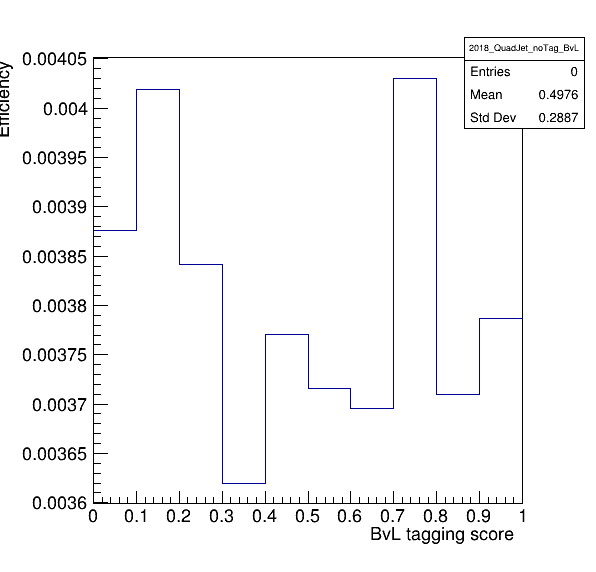 2018_QuadJet_noTag_BvL
Entries 0
Mean 0.4976
Std Dev 0.2887
Efficiency
0.00405
0.004
0.00395
0.0039
0.00385
0.0038
0.00375
0.0037
0.00365
0.0036
0 0.1 0.2 0.3 0.4 0.5 0.6 0.7 0.8 0.9 1
BvL tagging score